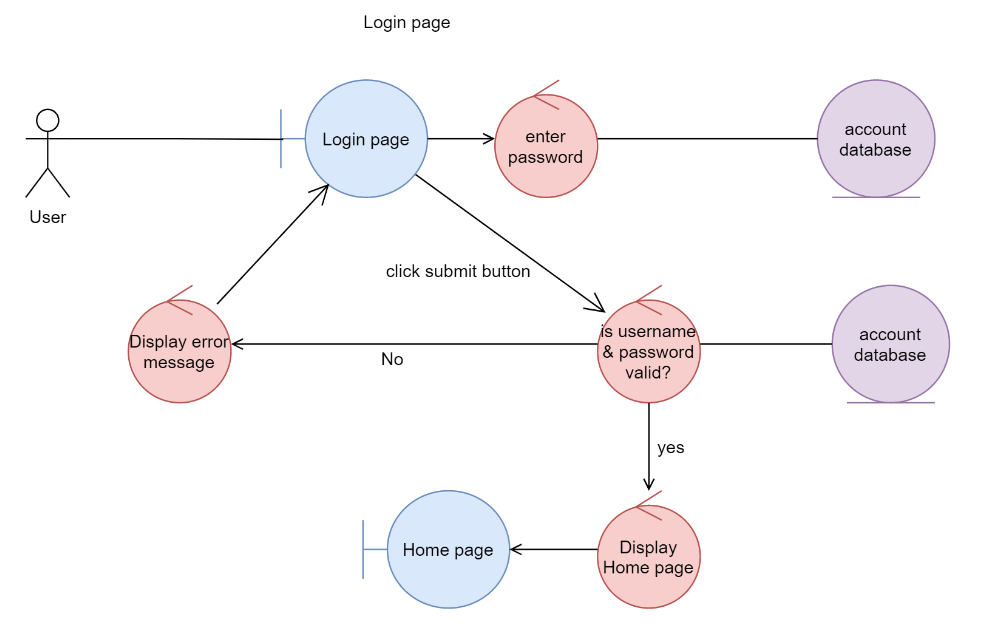 Login page
Login page
enter
password
account
database
User
click submit button
Display error
message
No
is username
& password
valid?
account
database
yes
Home page
Display
Home page